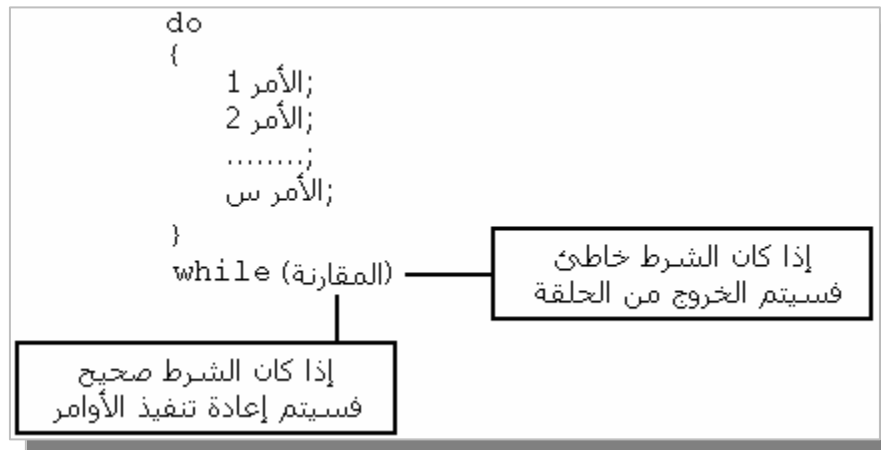 do
{
الأمر 1;
الأمر 2;
........;
الأمر س;
}
while (المقارنة)
إذا كان الشرط خاطئ
فسيتم الخروج من الحلقة
إذا كان الشرط صحيح
فسيتم إعادة تنفيذ الأوامر